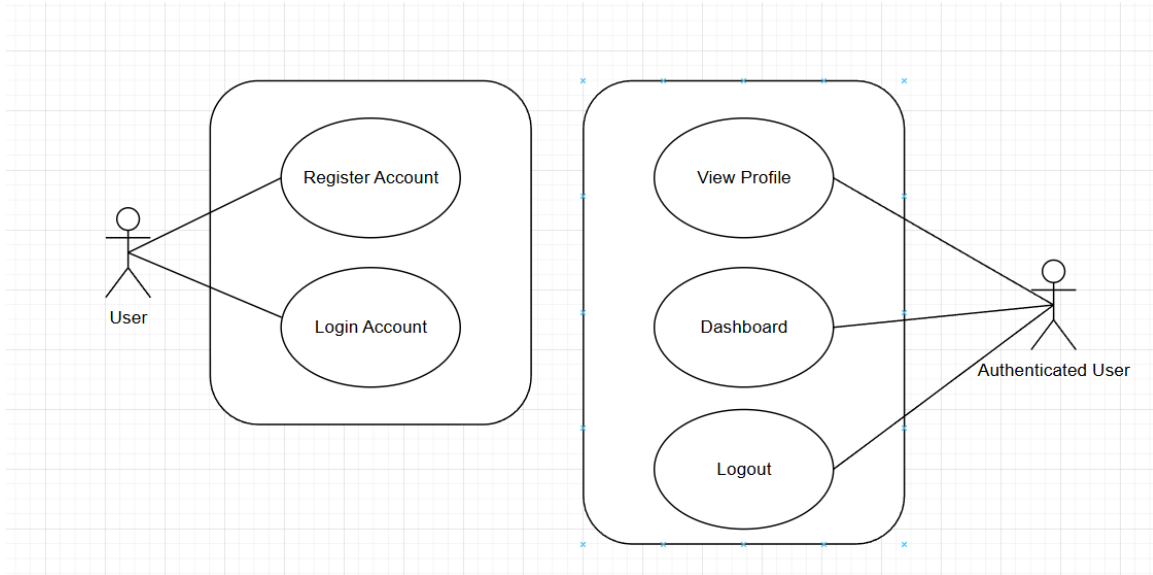 Register Account
Login Account
User
View Profile
Dashboard
Logout
Authenticated User